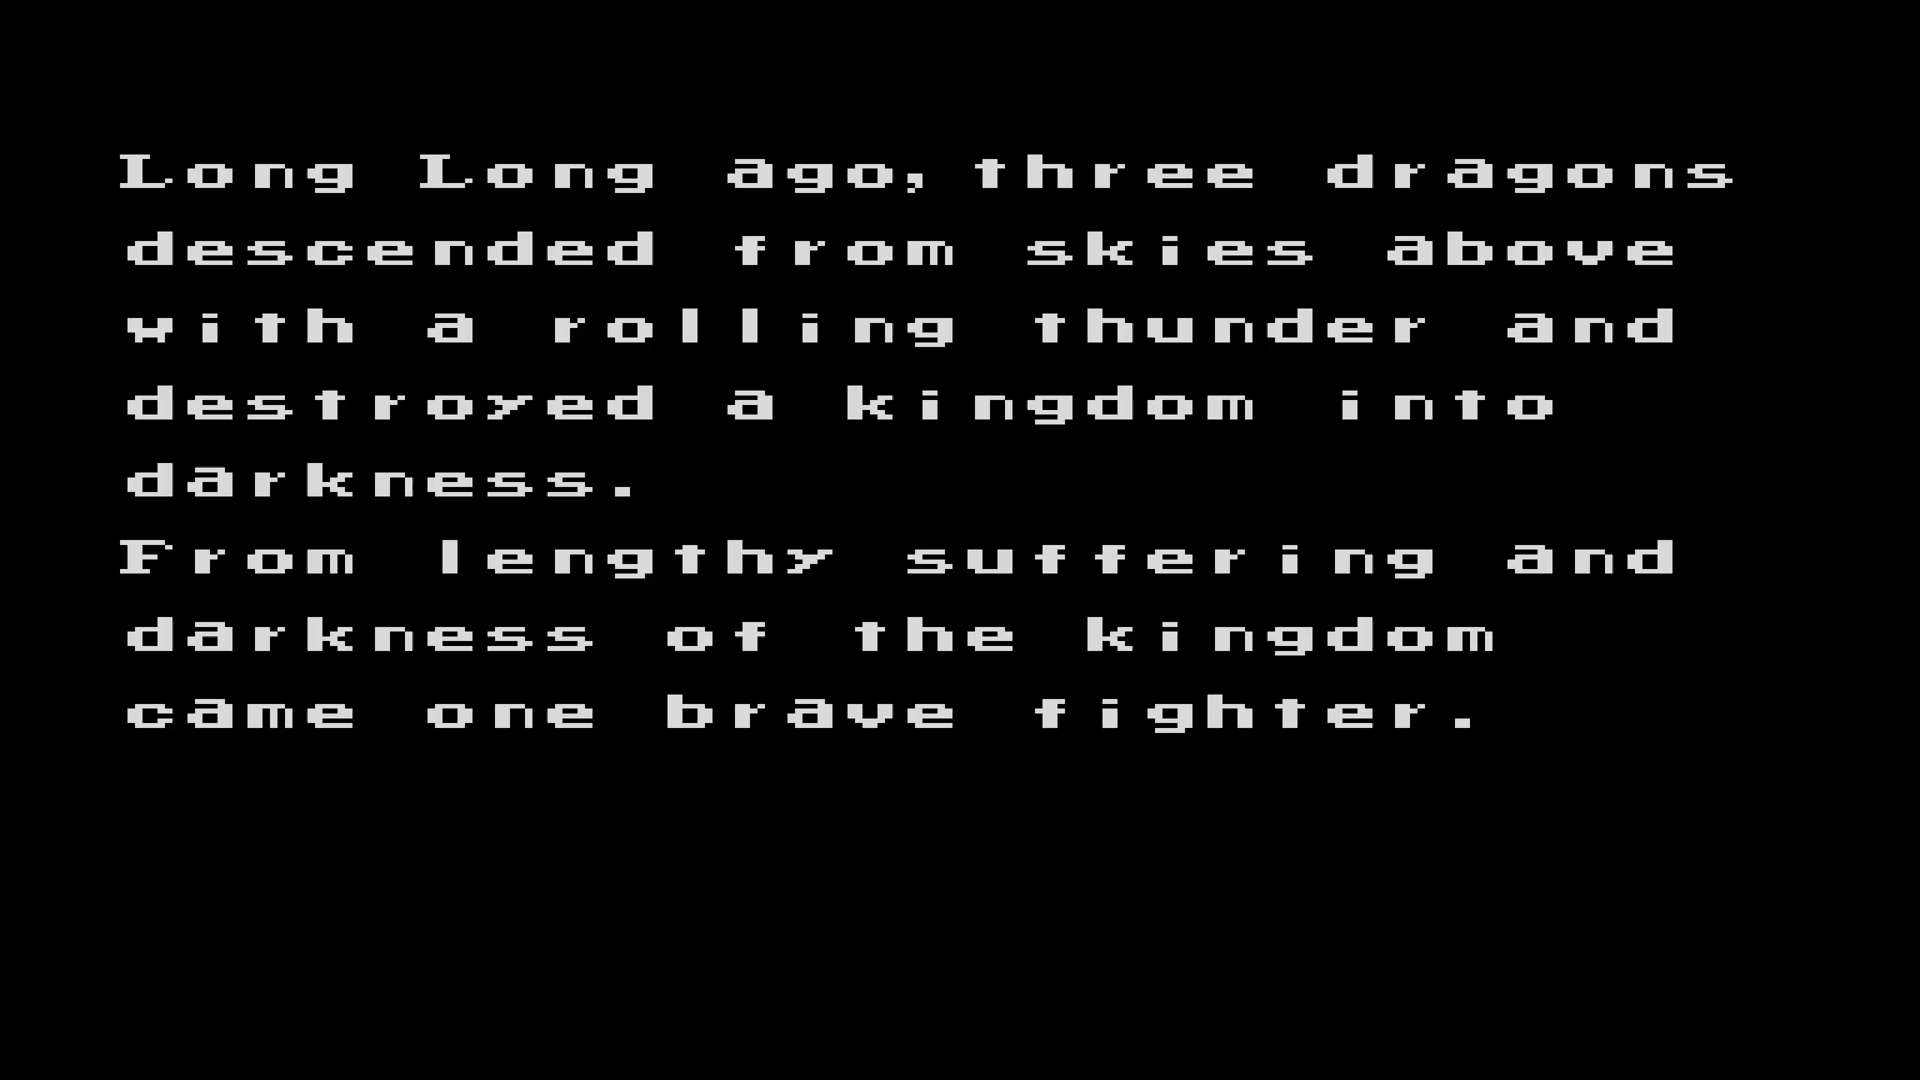 Long Long ago, three dragons
descended from skies above
with a rolling thunder and
destroyed a kingdom into
darkness.
From lengthy suffering and
darkness of the kingdom
came one brave fighter.